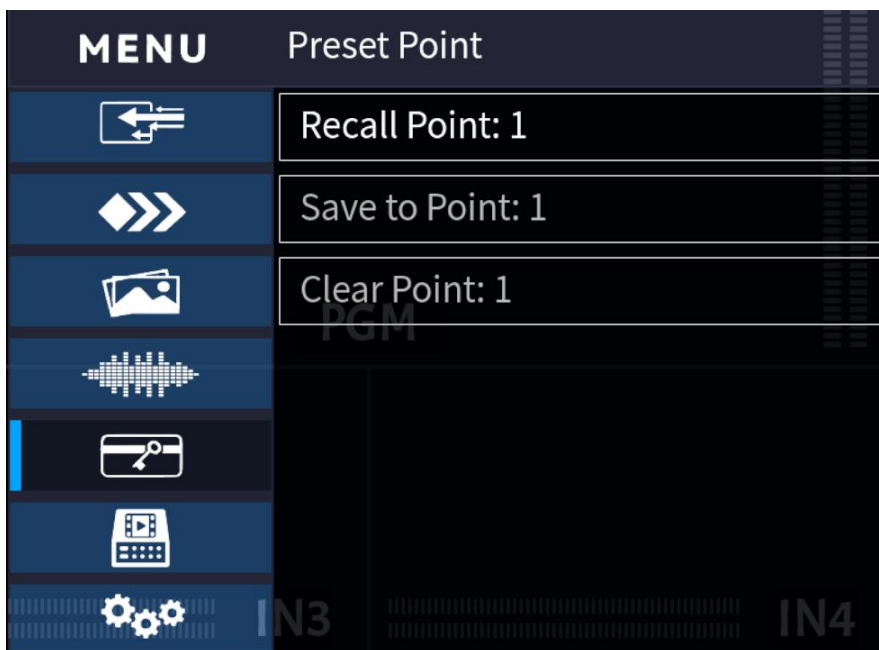 MENU Preset Point
Recall Point: 1
Save to Point: 1
Clear Point: 1
PGM
IN3 IN4